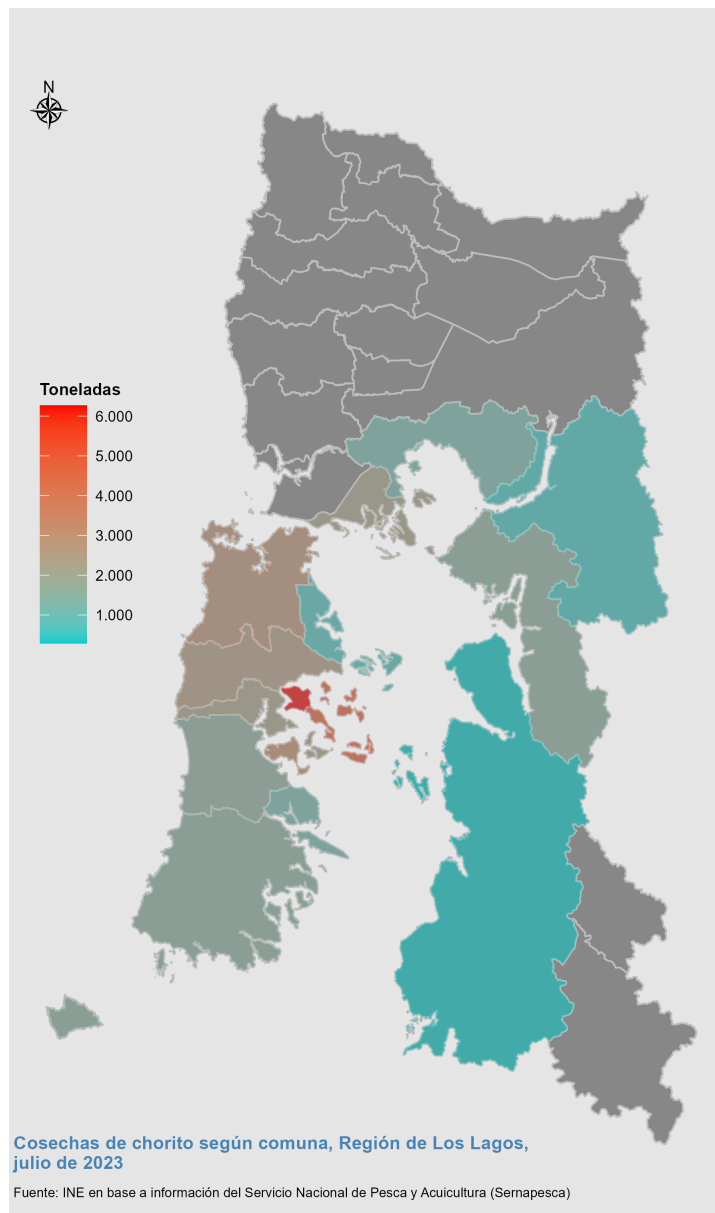 N
Toneladas
6.000
5.000
4.000
3.000
2.000
1.000
Cosechas de chorito según comuna, Región de Los Lagos,
julio de 2023
Fuente: INE en base a información del Servicio Nacional de Pesca y Acuicultura (Sernapesca)